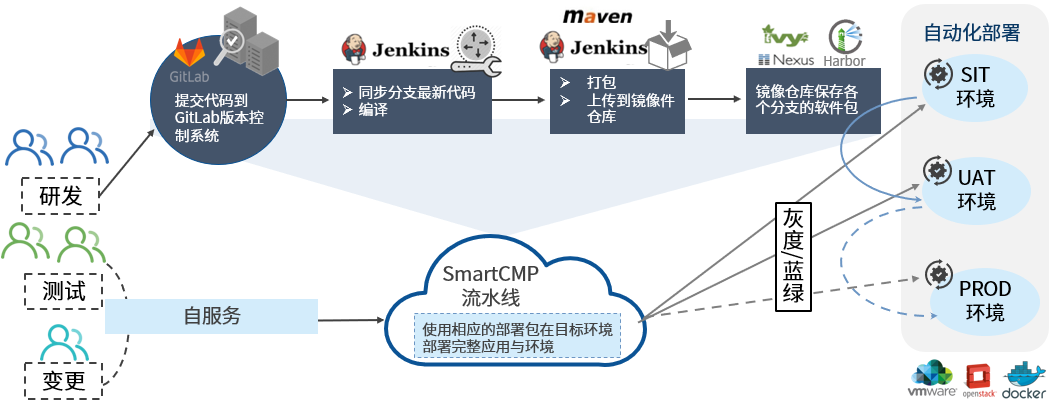 GitLab
提交代码到
GitLab版本控
制系统
Jenkins
同步分支最新代码
编译
maven
Jenkins
打包
上传到镜像件
仓库
ivy
Nexus
Harbor
镜像仓库保存各
个分支的软件包
自动化部署
SIT
环境
UAT
环境
PROD
环境
研发
测试
变更
自服务
SmartCMP
流水线
使用相应的部署包在目标环境
部署完整应用与环境
灰度/蓝绿
vmware
openstack
docker